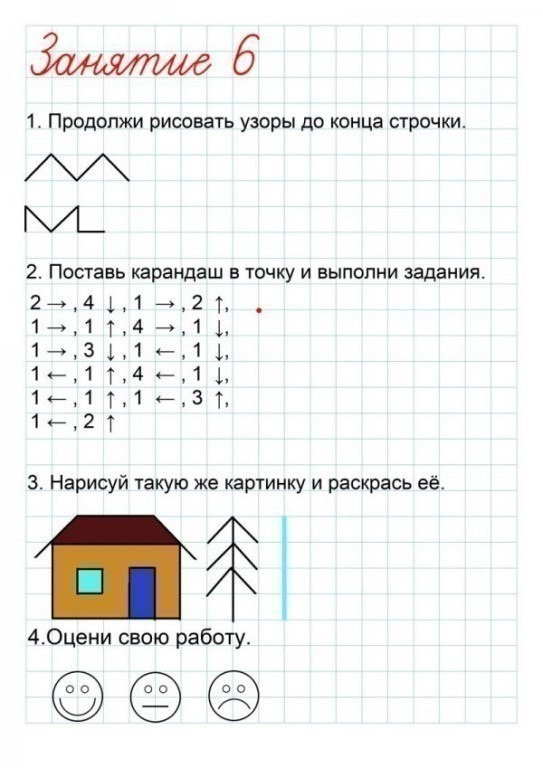 Занятие 6
1. Продолжи рисовать узоры до конца строчки.
2. Поставь карандаш в точку и выполни задания.
2 → , 4 ↓ , 1 → , 2 ↑,
1 → , 1 ↑ , 4 → , 1 ↓,
1 → , 3 ↓ , 1 ← , 1 ↓,
1 ← , 1 ↑ , 4 ← , 1 ↓,
1 ← , 1 ↑ , 1 ← , 3 ↑,
1 ← , 2 ↑
3. Нарисуй такую же картинку и раскрась её.
4.Оцени свою работу.